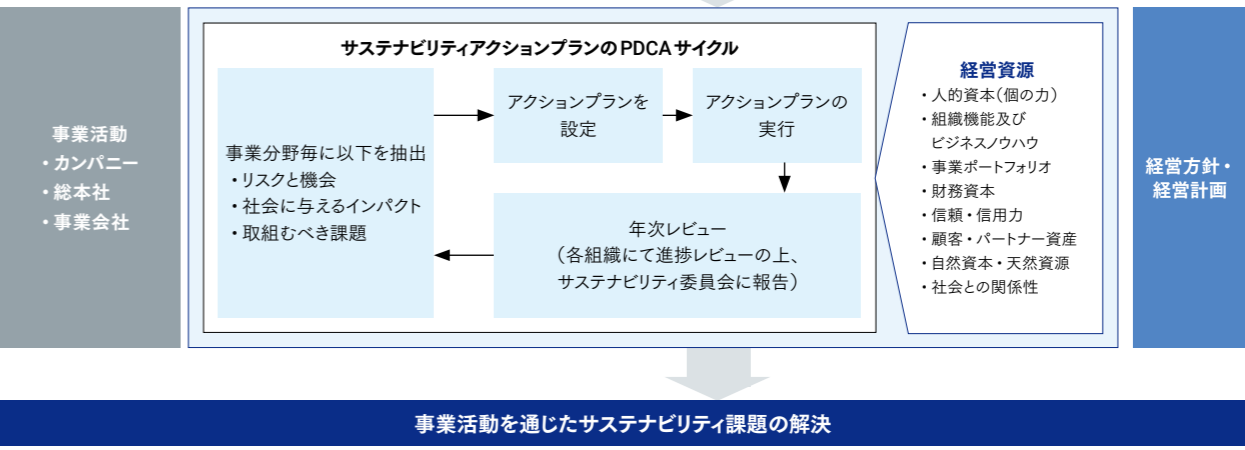 事業活動
・カンパニー
・総本社
・事業会社
サステナビリティアクションプランのPDCAサイクル
事業分野毎に以下を抽出
・リスクと機会
・社会に与えるインパクト
・取組むべき課題
アクションプランを
設定
アクションプランの
実行
年次レビュー
（各組織にて進捗レビューの上、
サステナビリティ委員会に報告）
経営資源
・人的資本（個の力）
・組織機能及び
ビジネスノウハウ
・事業ポートフォリオ
・財務資本
・信頼・信用力
・顧客・パートナー資産
・自然資本・天然資源
・社会との関係性
経営方針・
経営計画
事業活動を通じたサステナビリティ課題の解決